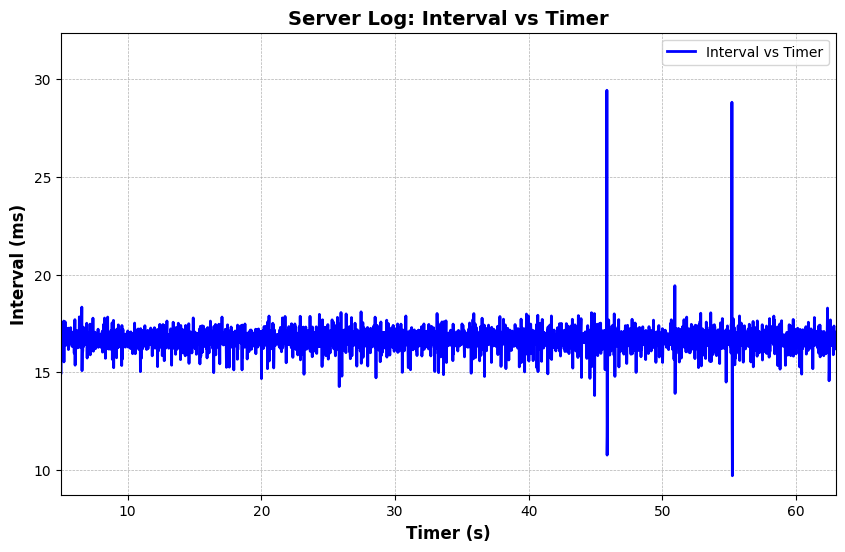 Server Log: Interval vs Timer
Interval vs Timer
30
25
20
15
10
Interval (ms)
10 20 30 40 50 60
Timer (s)